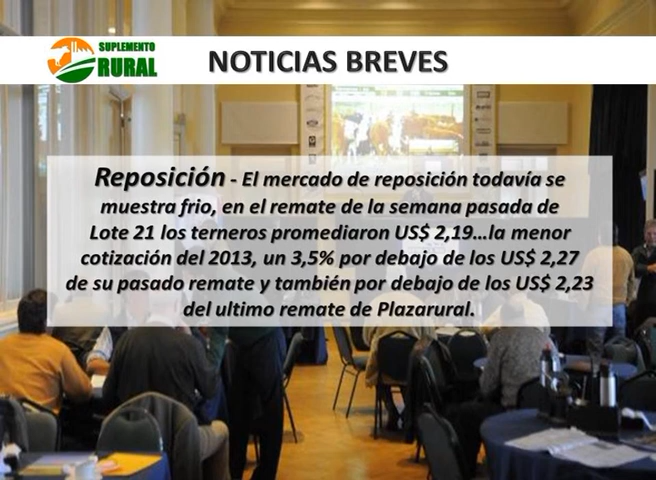 SUPLEMENTO
RURAL
NOTICIAS BREVES
Reposición - El mercado de reposición todavía se
muestra frio, en el remate de la semana pasada de
Lote 21 los terneros promediaron US$ 2,19...la menor
cotización del 2013, un 3,5% por debajo de los US$ 2,27
de su pasado remate y también por debajo de los US$ 2,23
del ultimo remate de Plazarural.